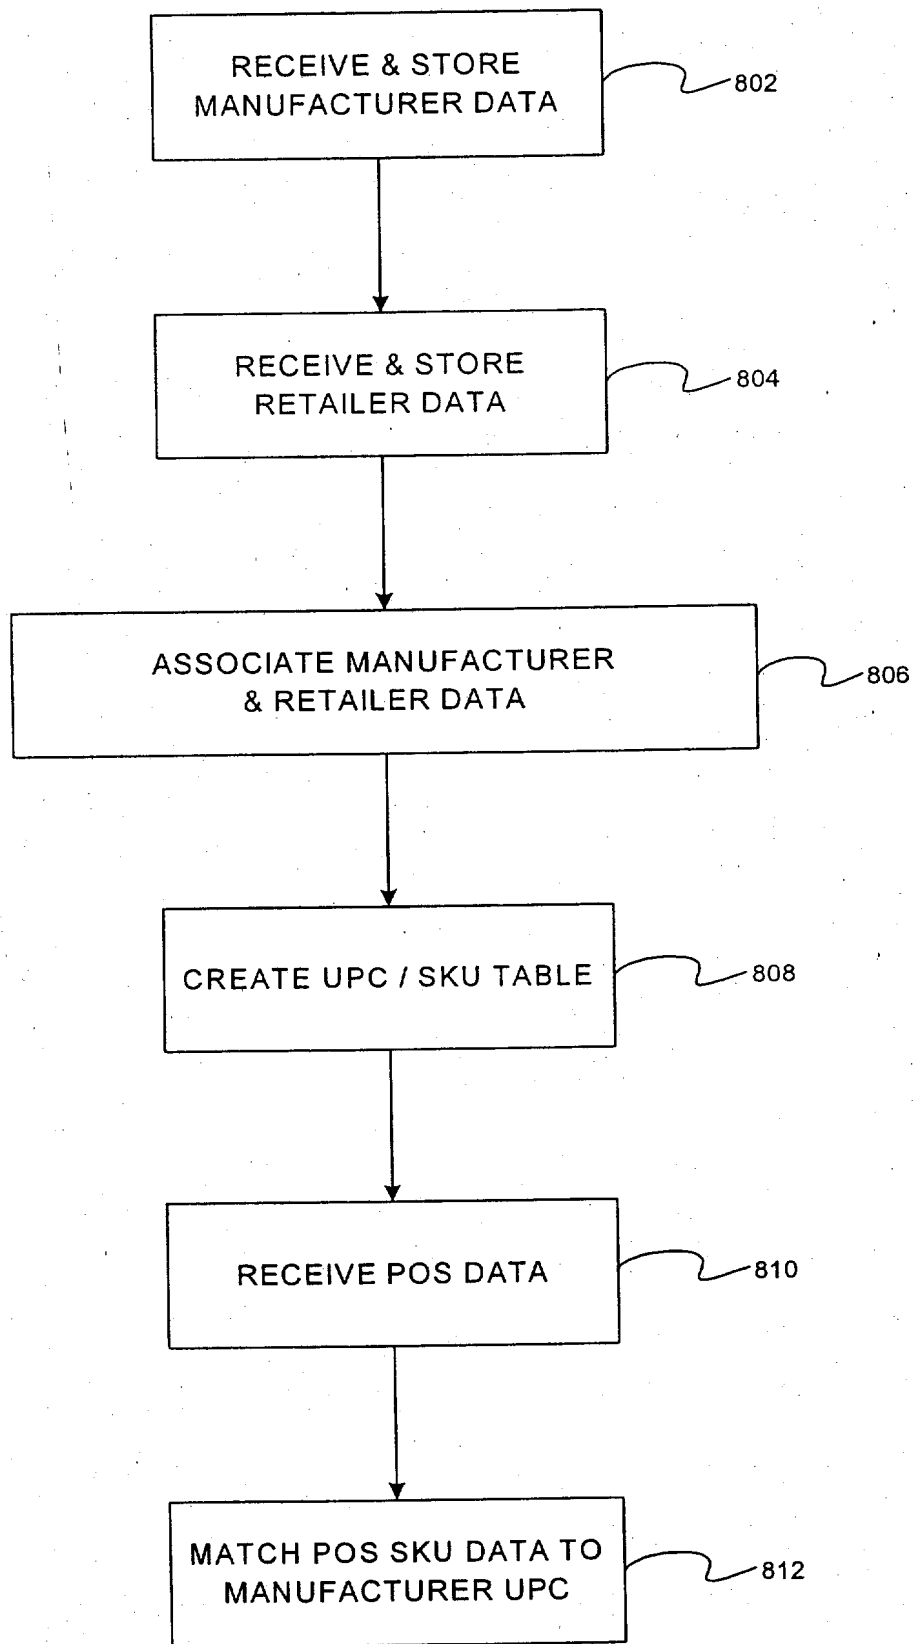 RECEIVE & STORE
MANUFACTURER DATA
802
RECEIVE & STORE
RETAILER DATA
804
ASSOCIATE MANUFACTURER
& RETAILER DATA
806
CREATE UPC / SKU TABLE
808
RECEIVE POS DATA
810
MATCH POS SKU DATA TO
MANUFACTURER UPC
812